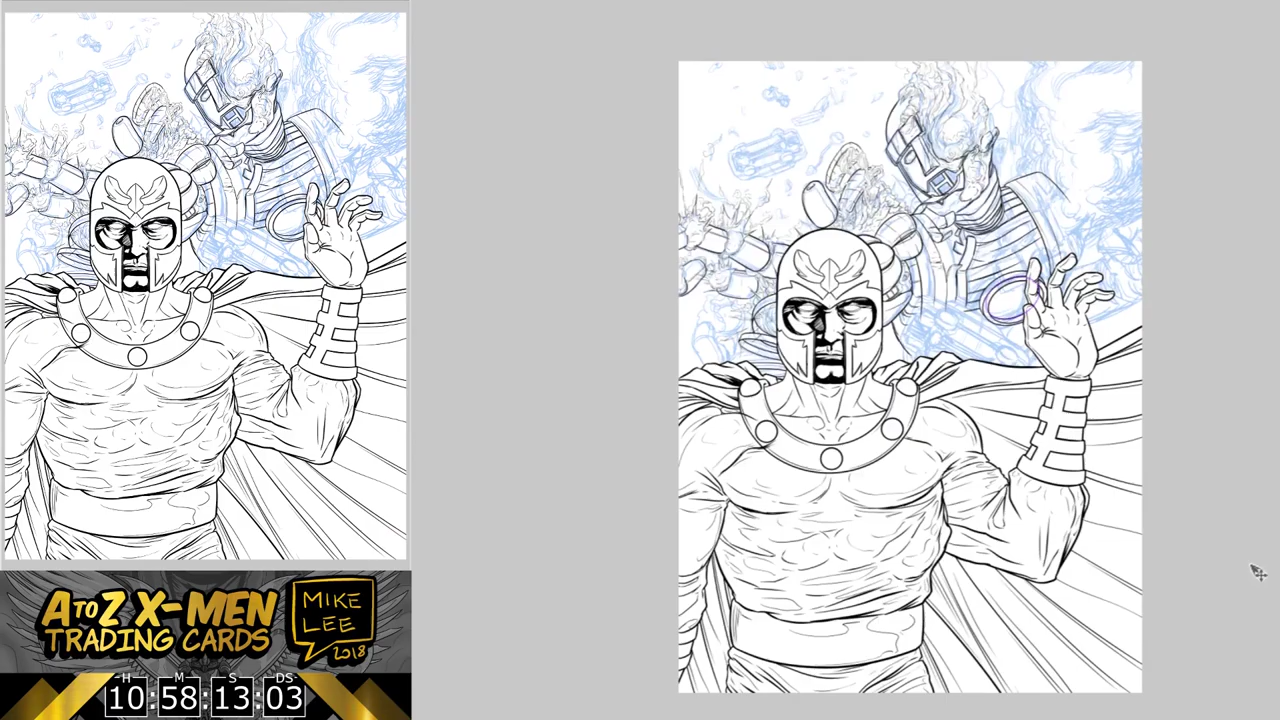 A TO Z X-MEN
TRADING CARDS
MIKE
LEE
2018
H M S DS
10:58:13:03